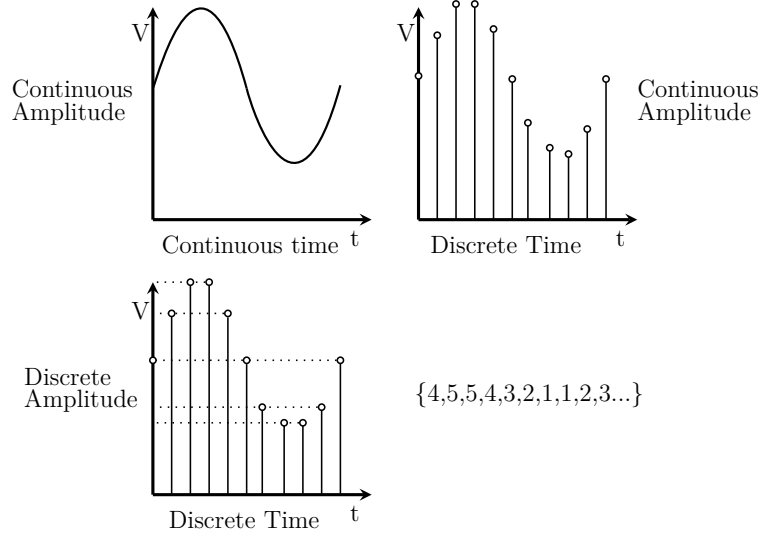 V
Continuous
Amplitude
t
Continuous time
V
Continuous
Amplitude
t
Discrete Time
V
Discrete
Amplitude
t
Discrete Time
{4,5,5,4,3,2,1,1,2,3...}